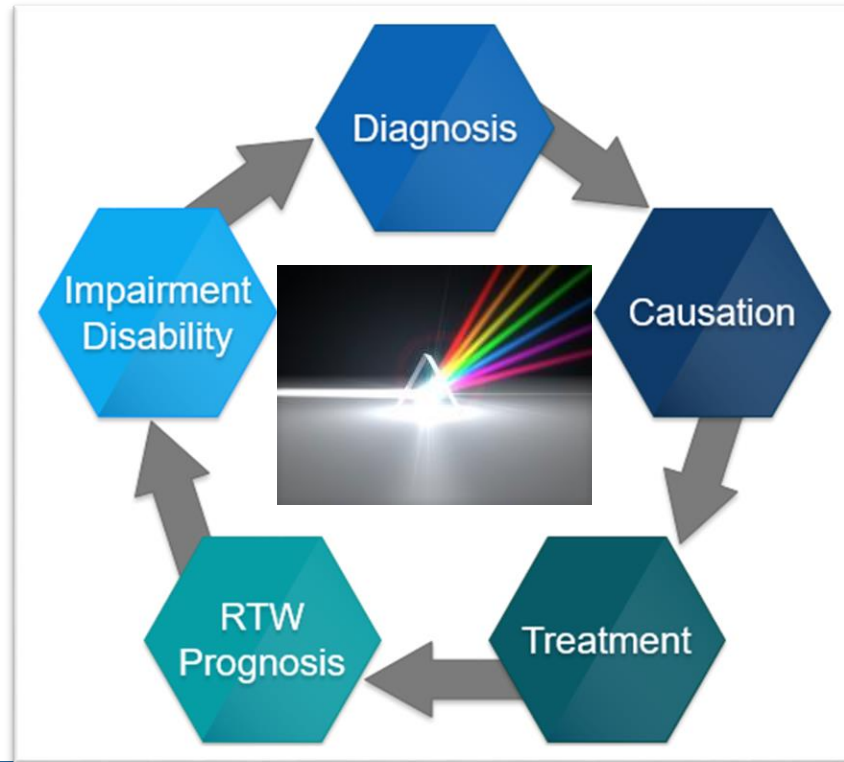 Diagnosis
Causation
Treatment
RTW
Prognosis
Impairment
Disability